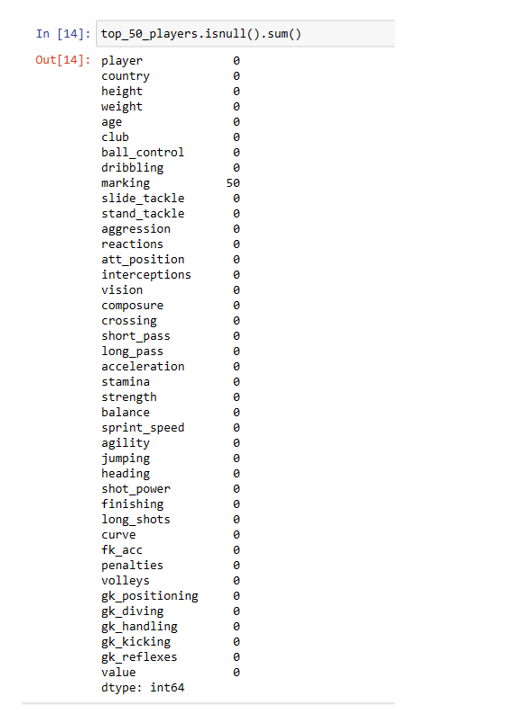 In [14]: top_50_players.isnull().sum()
Out[14]: player 0
country 0
height 0
weight 0
age 0
club 0
ball_control 0
dribbling 0
marking 50
slide_tackle 0
stand_tackle 0
aggression 0
reactions 0
att_position 0
interceptions 0
vision 0
composure 0
crossing 0
short_pass 0
long_pass 0
acceleration 0
stamina 0
strength 0
balance 0
sprint_speed 0
agility 0
jumping 0
heading 0
shot_power 0
finishing 0
long_shots 0
curve 0
fk_acc 0
penalties 0
volleys 0
gk_positioning 0
gk_diving 0
gk_handling 0
gk_kicking 0
gk_reflexes 0
value 0
dtype: int64